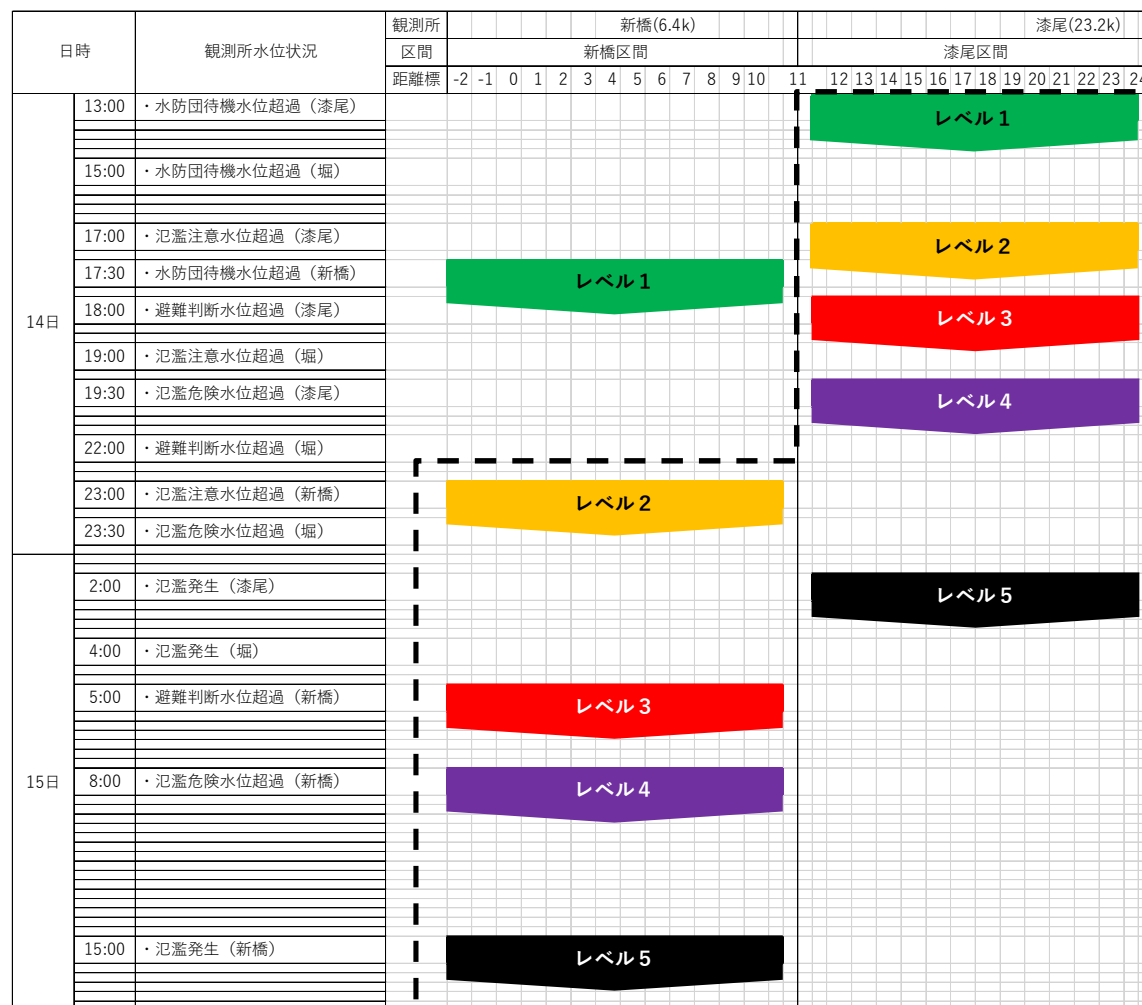 日時 観測所水位状況 観測所 新橋(6.4k) 漆尾(23.2k)
区間 新橋区間 漆尾区間
距離標 -2 -1 0 1 2 3 4 5 6 7 8 9 10 11 12 13 14 15 16 17 18 19 20 21 22 23 24
14日
13:00 ・水防団待機水位超過（漆尾） レベル１
15:00 ・水防団待機水位超過（堀）
17:00 ・氾濫注意水位超過（漆尾） レベル２
17:30 ・水防団待機水位超過（新橋） レベル１
18:00 ・避難判断水位超過（漆尾） レベル３
19:00 ・氾濫注意水位超過（堀）
19:30 ・氾濫危険水位超過（漆尾） レベル４
22:00 ・避難判断水位超過（堀）
23:00 ・氾濫注意水位超過（新橋） レベル２
23:30 ・氾濫危険水位超過（堀）
15日
2:00 ・氾濫発生（漆尾） レベル５
4:00 ・氾濫発生（堀）
5:00 ・避難判断水位超過（新橋） レベル３
8:00 ・氾濫危険水位超過（新橋） レベル４
15:00 ・氾濫発生（新橋） レベル５